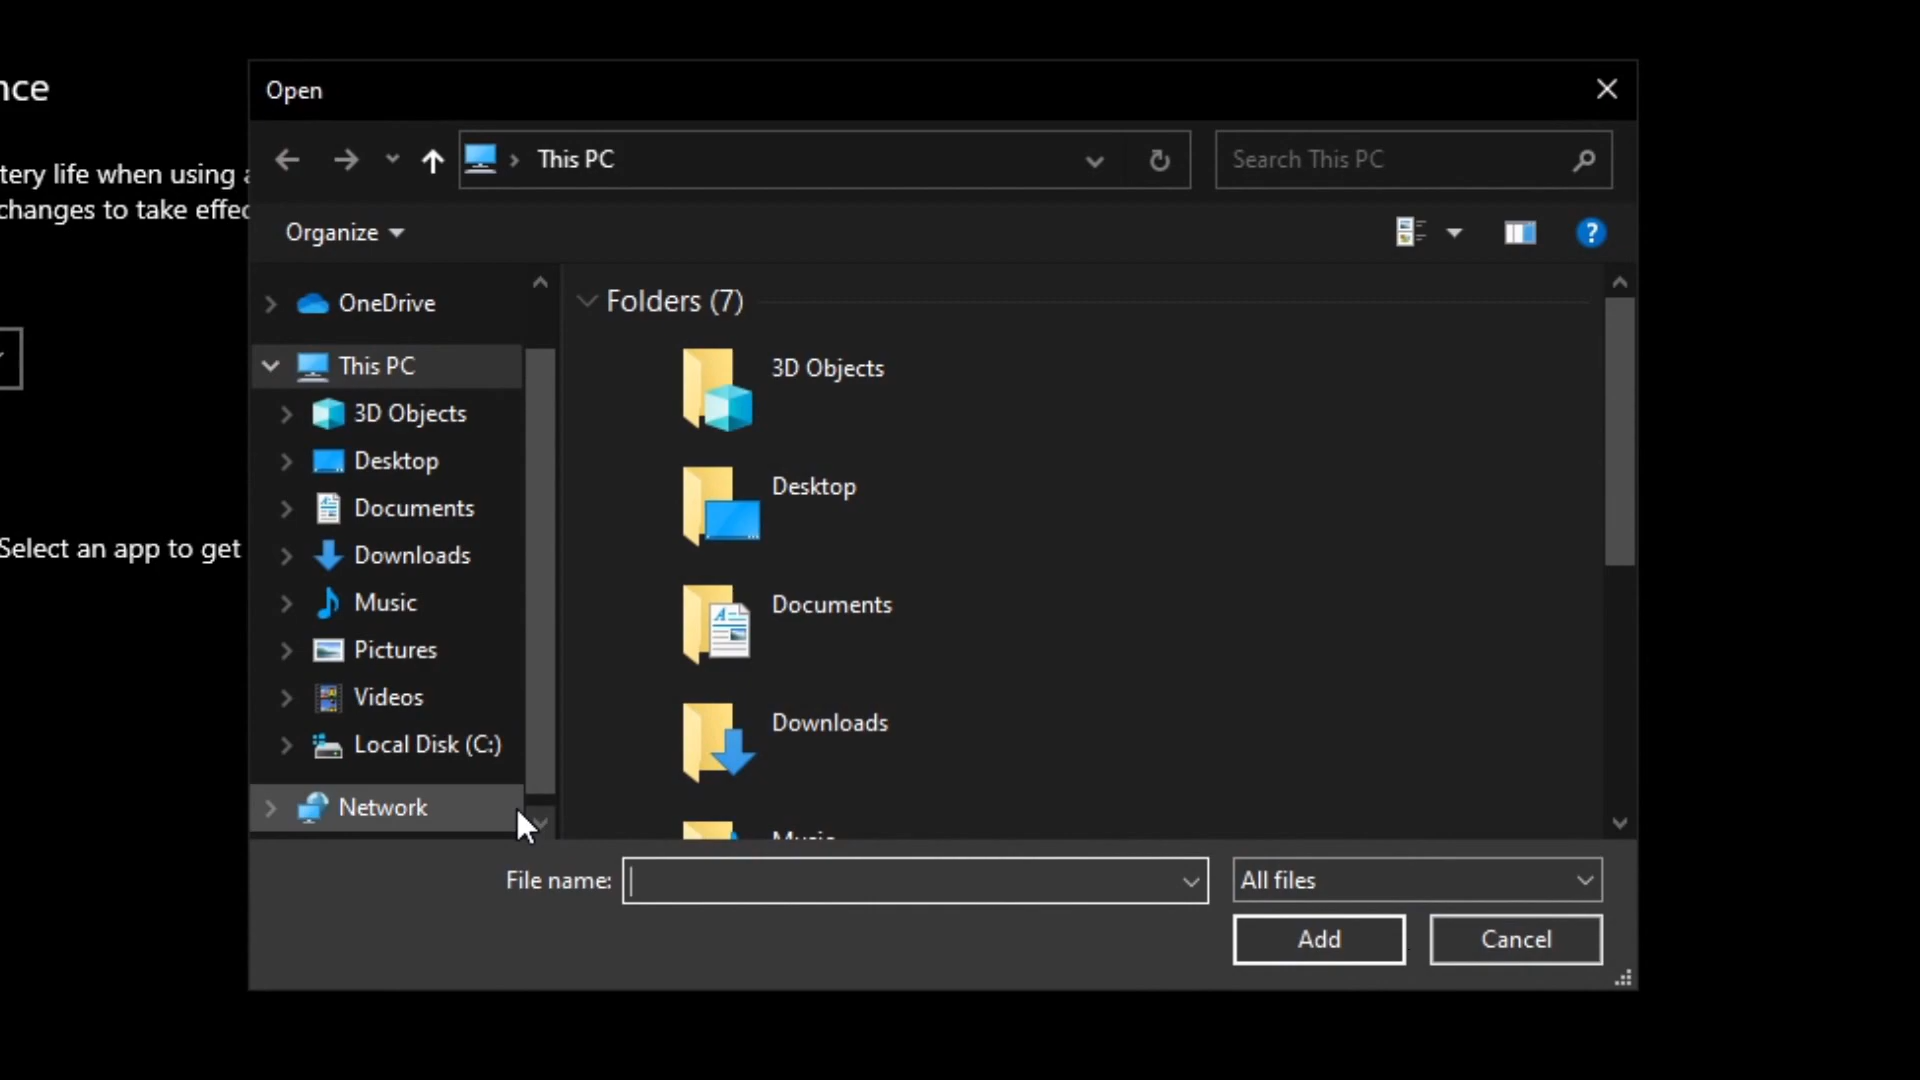 nce
tery life when using a
changes to take effec
Select an app to get
Open
This PC
Search This PC
Organize
OneDrive
This PC
3D Objects
Desktop
Documents
Downloads
Music
Pictures
Videos
Local Disk (C:)
Network
Folders (7)
3D Objects
Desktop
Documents
Downloads
Music
File name:
All files
Add
Cancel